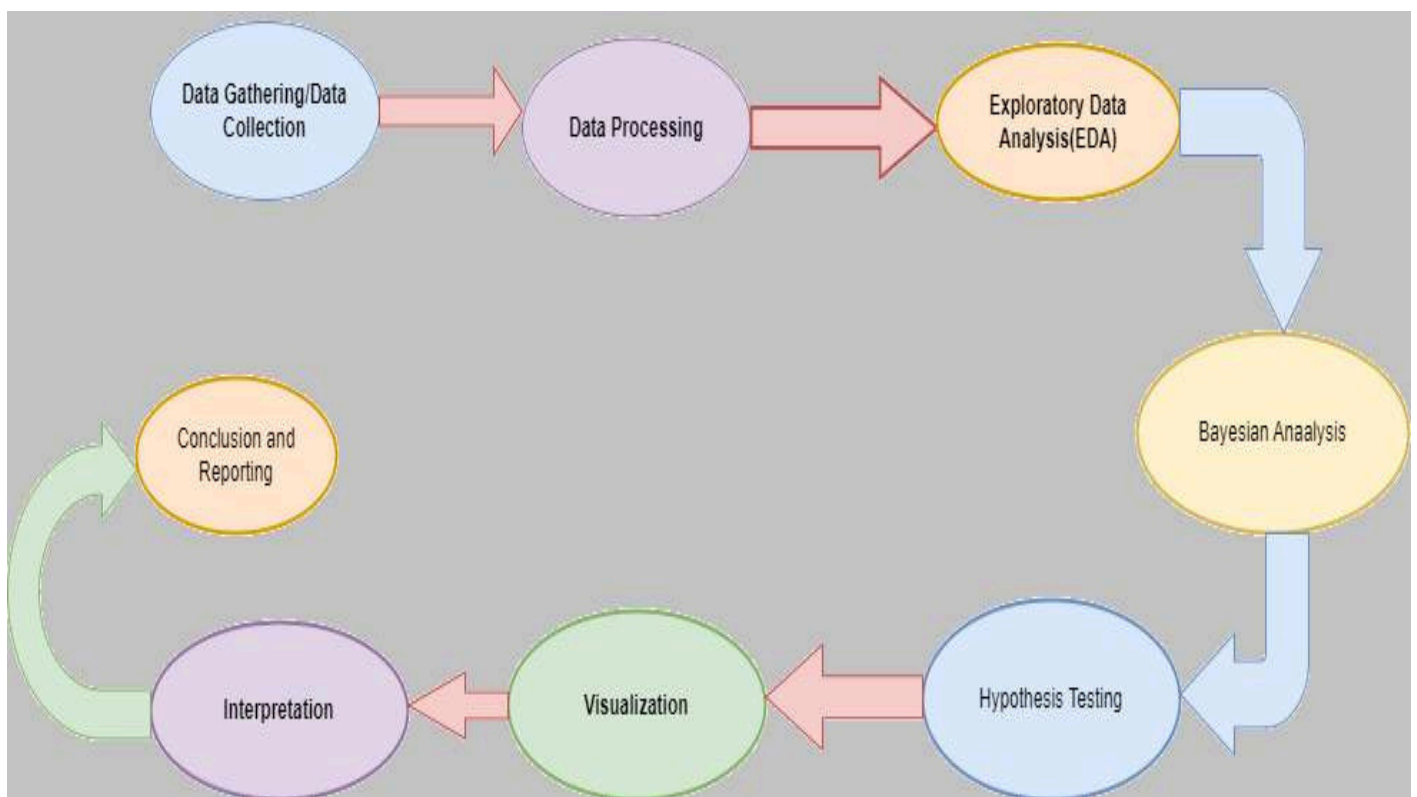 Data Gathering/Data
Collection
Data Processing
Exploratory Data
Analysis(EDA)
Bayesian Anaalysis
Hypothesis Testing
Visualization
Interpretation
Conclusion and
Reporting